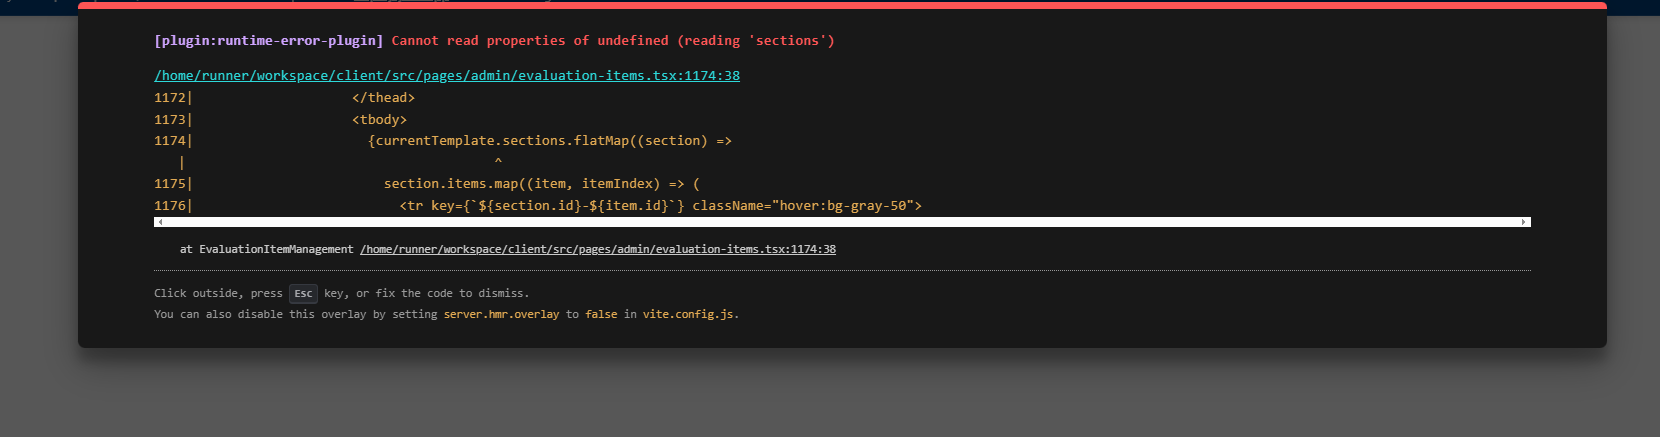 [plugin:runtime-error-plugin] Cannot read properties of undefined (reading 'sections')
/home/runner/workspace/client/src/pages/admin/evaluation-items.tsx:1174:38
1172|                    </thead>
1173|                    <tbody>
1174|                      {currentTemplate.sections.flatMap((section) =>
   |                                       ^
1175|                        section.items.map((item, itemIndex) => (
1176|                          <tr key={`${section.id}-${item.id}`} className="hover:bg-gray-50">
at EvaluationItemManagement /home/runner/workspace/client/src/pages/admin/evaluation-items.tsx:1174:38
Click outside, press Esc key, or fix the code to dismiss.
You can also disable this overlay by setting server.hmr.overlay to false in vite.config.js.